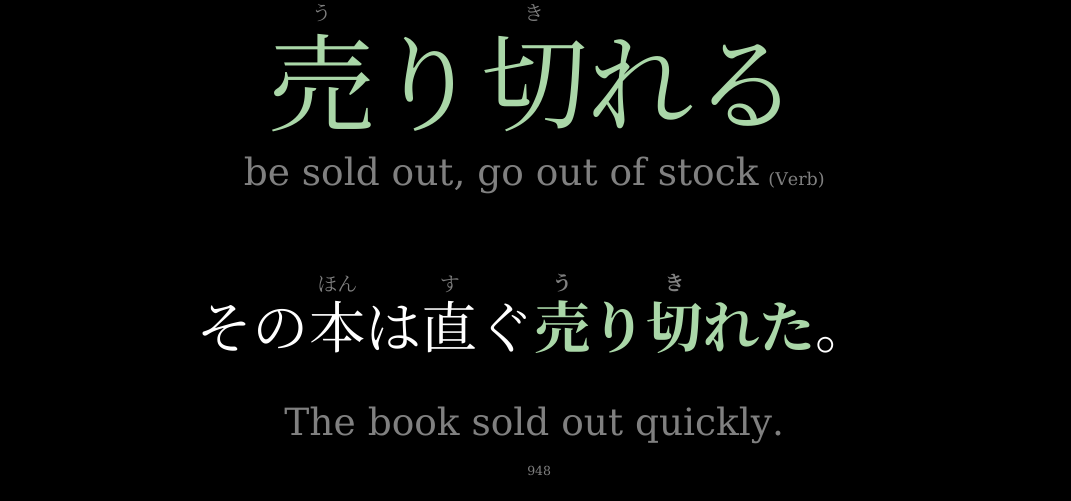 う き
売り切れる
be sold out, go out of stock (Verb)
ほん す う き
その本は直ぐ売り切れた。
The book sold out quickly.
948